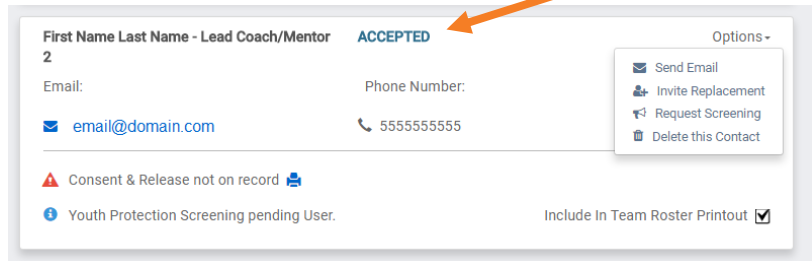 First Name Last Name - Lead Coach/Mentor 2 ACCEPTED Options
Email: Phone Number:
email@domain.com 5555555555
Send Email
Invite Replacement
Request Screening
Delete this Contact
Consent & Release not on record
Youth Protection Screening pending User. Include In Team Roster Printout